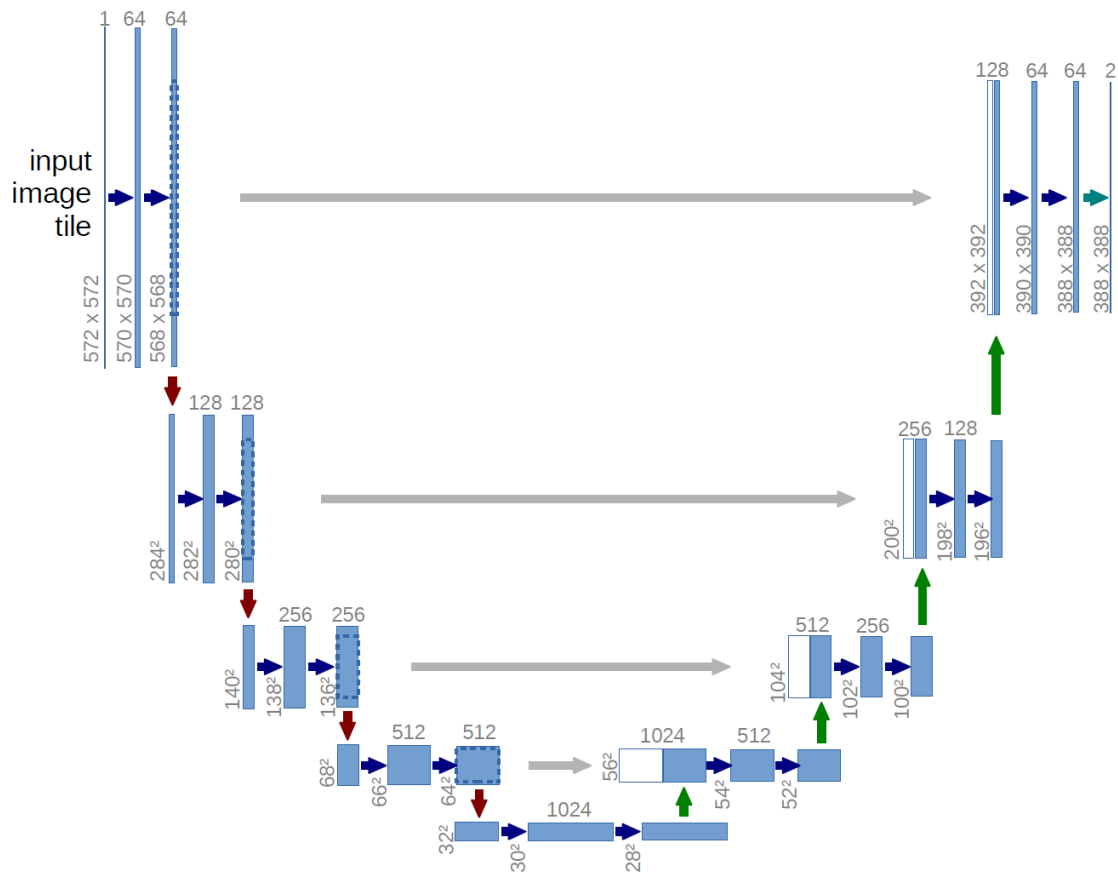 1 64 64
input
image
tile
572 x 572
570 x 570
568 x 568
128 64 64 2
392 x 392
390 x 390
388 x 388
388 x 388
128 128
284²
282²
280²
256 128
200²
198²
196²
256 256
140²
138²
136²
512 256
104²
102²
100²
512 512
68²
66²
64²
1024 512
56²
54²
52²
1024
32²
30²
28²